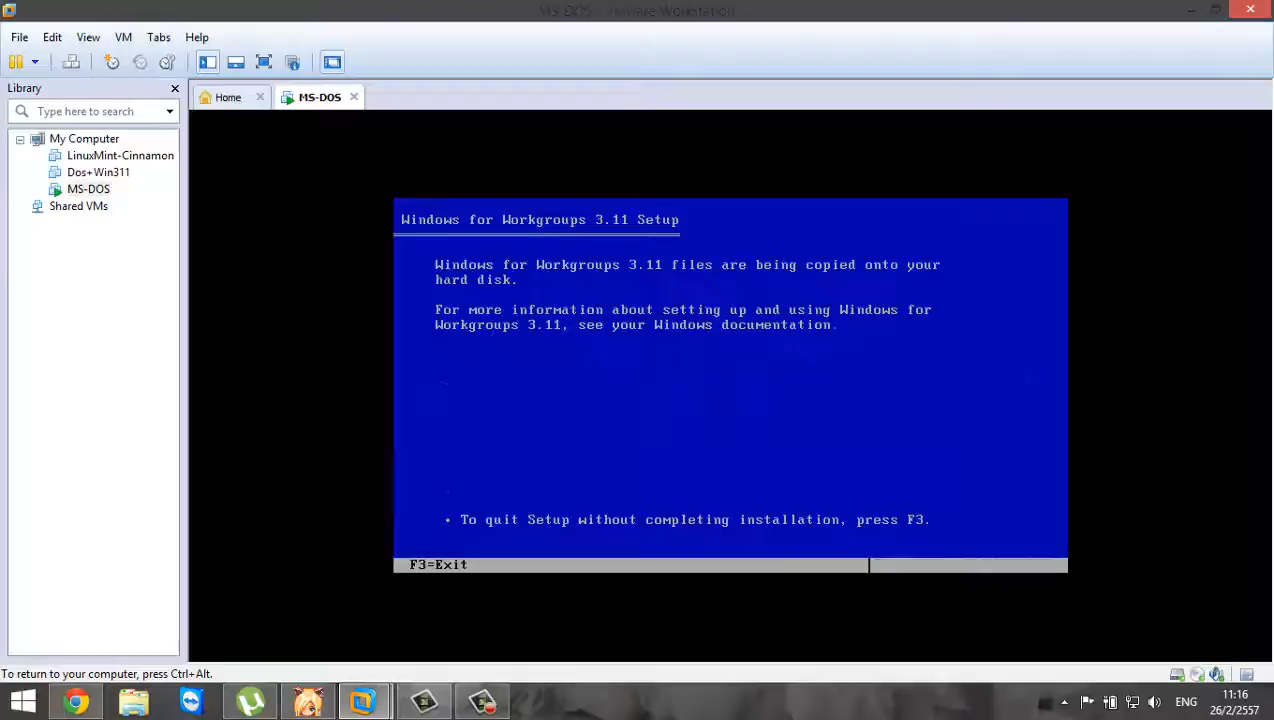 MS-DOS - VMware Workstation
File Edit View VM Tabs Help
Library
Type here to search
Home
MS-DOS
My Computer
LinuxMint-Cinnamon
Dos+Win311
MS-DOS
Shared VMs
Windows for Workgroups 3.11 Setup
Windows for Workgroups 3.11 files are being copied onto your
hard disk.
For more information about setting up and using Windows for
Workgroups 3.11, see your Windows documentation.
• To quit Setup without completing installation, press F3.
F3=Exit
To return to your computer, press Ctrl+Alt.
ENG
11:16
26/2/2557